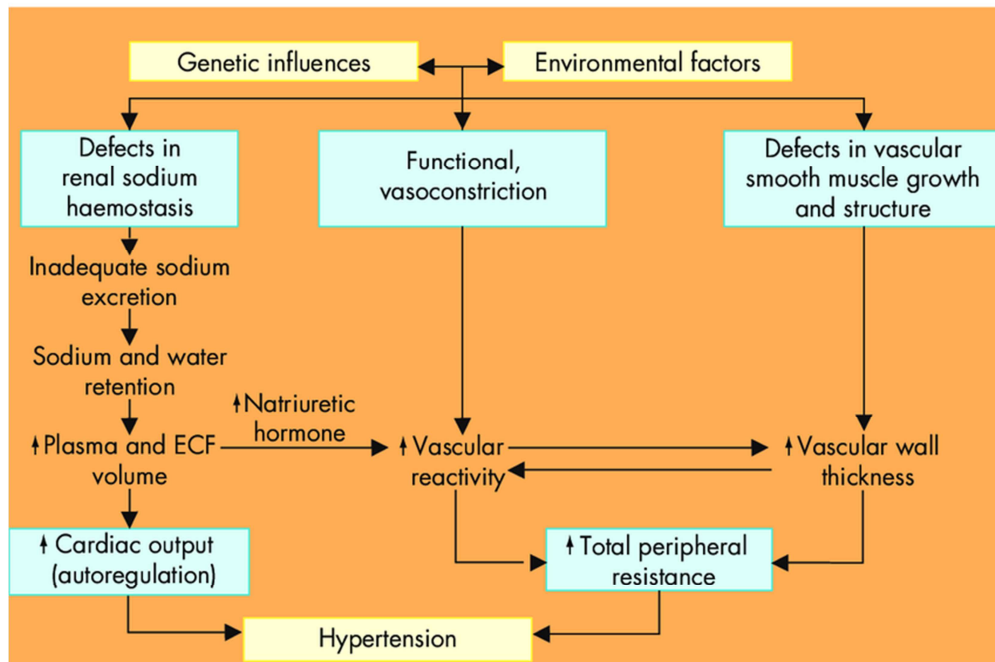 Genetic influences
Environmental factors
Defects in
renal sodium
haemostasis
Functional,
vasoconstriction
Defects in vascular
smooth muscle growth
and structure
Inadequate sodium
excretion
Sodium and water
retention
Natriuretic
hormone
Plasma and ECF
volume
Vascular
reactivity
Vascular wall
thickness
Cardiac output
(autoregulation)
Total peripheral
resistance
Hypertension